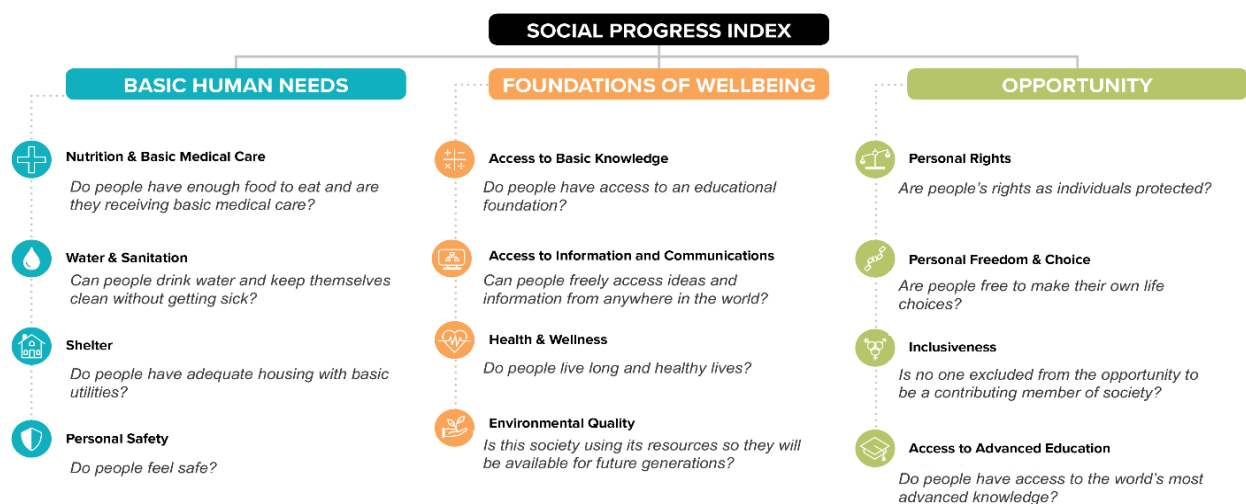 SOCIAL PROGRESS INDEX
BASIC HUMAN NEEDS
Nutrition & Basic Medical Care
Do people have enough food to eat and are
they receiving basic medical care?
Water & Sanitation
Can people drink water and keep themselves
clean without getting sick?
Shelter
Do people have adequate housing with basic
utilities?
Personal Safety
Do people feel safe?
FOUNDATIONS OF WELLBEING
Access to Basic Knowledge
Do people have access to an educational
foundation?
Access to Information and Communications
Can people freely access ideas and
information from anywhere in the world?
Health & Wellness
Do people live long and healthy lives?
Environmental Quality
Is this society using its resources so they will
be available for future generations?
OPPORTUNITY
Personal Rights
Are people's rights as individuals protected?
Personal Freedom & Choice
Are people free to make their own life
choices?
Inclusiveness
Is no one excluded from the opportunity to
be a contributing member of society?
Access to Advanced Education
Do people have access to the world's most
advanced knowledge?